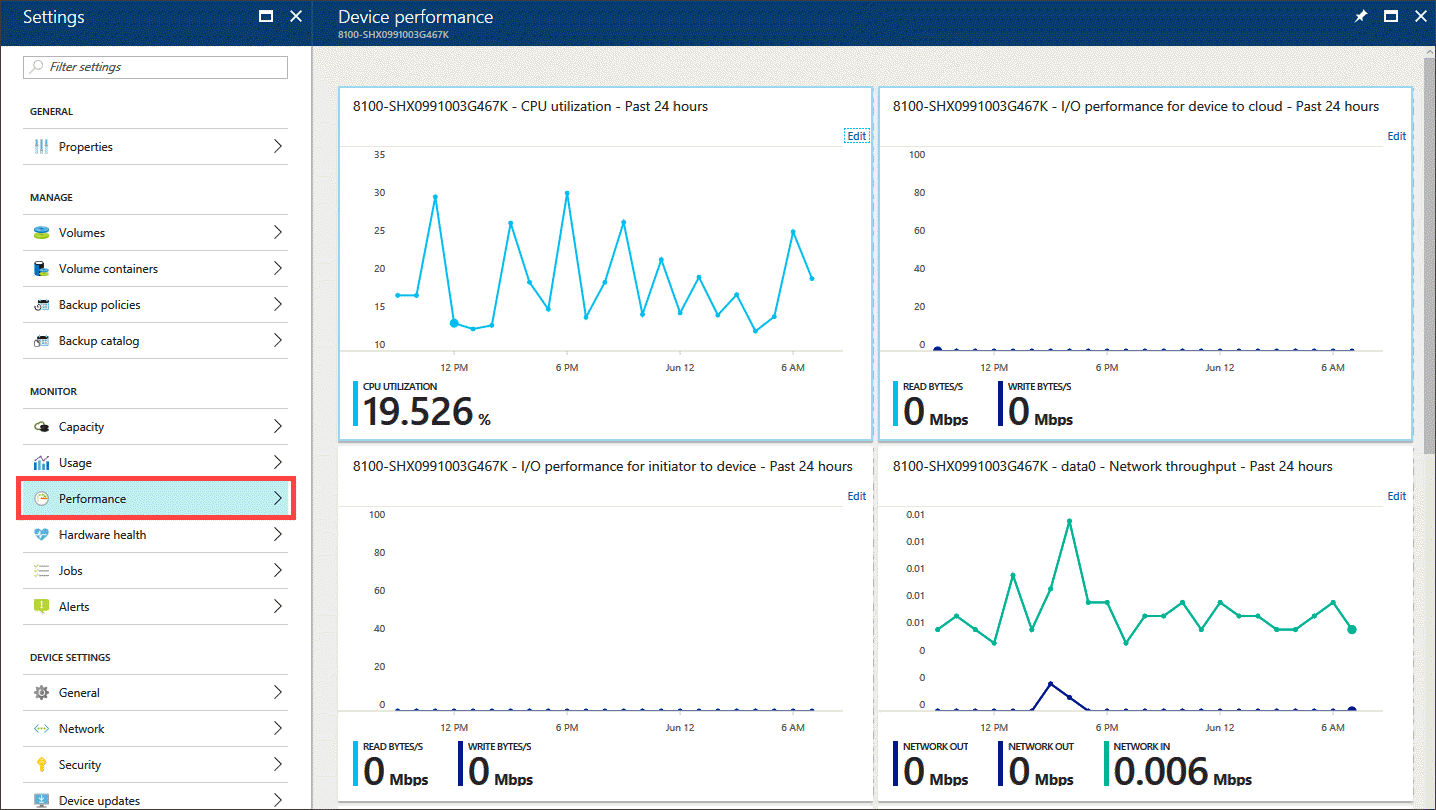 Settings
Filter settings
GENERAL
Properties
MANAGE
Volumes
Volume containers
Backup policies
Backup catalog
MONITOR
Capacity
Usage
Performance
Hardware health
Jobs
Alerts
DEVICE SETTINGS
General
Network
Security
Device updates
Device performance
8100-SHX0991003G467K
8100-SHX0991003G467K - CPU utilization - Past 24 hours
Edit
35
30
25
20
15
10
12 PM 6 PM Jun 12 6 AM
CPU UTILIZATION
19.526 %
8100-SHX0991003G467K - I/O performance for device to cloud - Past 24 hours
Edit
100
80
60
40
20
0
12 PM 6 PM Jun 12 6 AM
READ BYTES/S WRITE BYTES/S
0 Mbps 0 Mbps
8100-SHX0991003G467K - I/O performance for initiator to device - Past 24 hours
Edit
100
80
60
40
20
0
12 PM 6 PM Jun 12 6 AM
READ BYTES/S WRITE BYTES/S
0 Mbps 0 Mbps
8100-SHX0991003G467K - data0 - Network throughput - Past 24 hours
Edit
0.01
0.01
0.01
0.01
0.01
0
0
0
12 PM 6 PM Jun 12 6 AM
NETWORK OUT NETWORK OUT NETWORK IN
0 Mbps 0 Mbps 0.006 Mbps